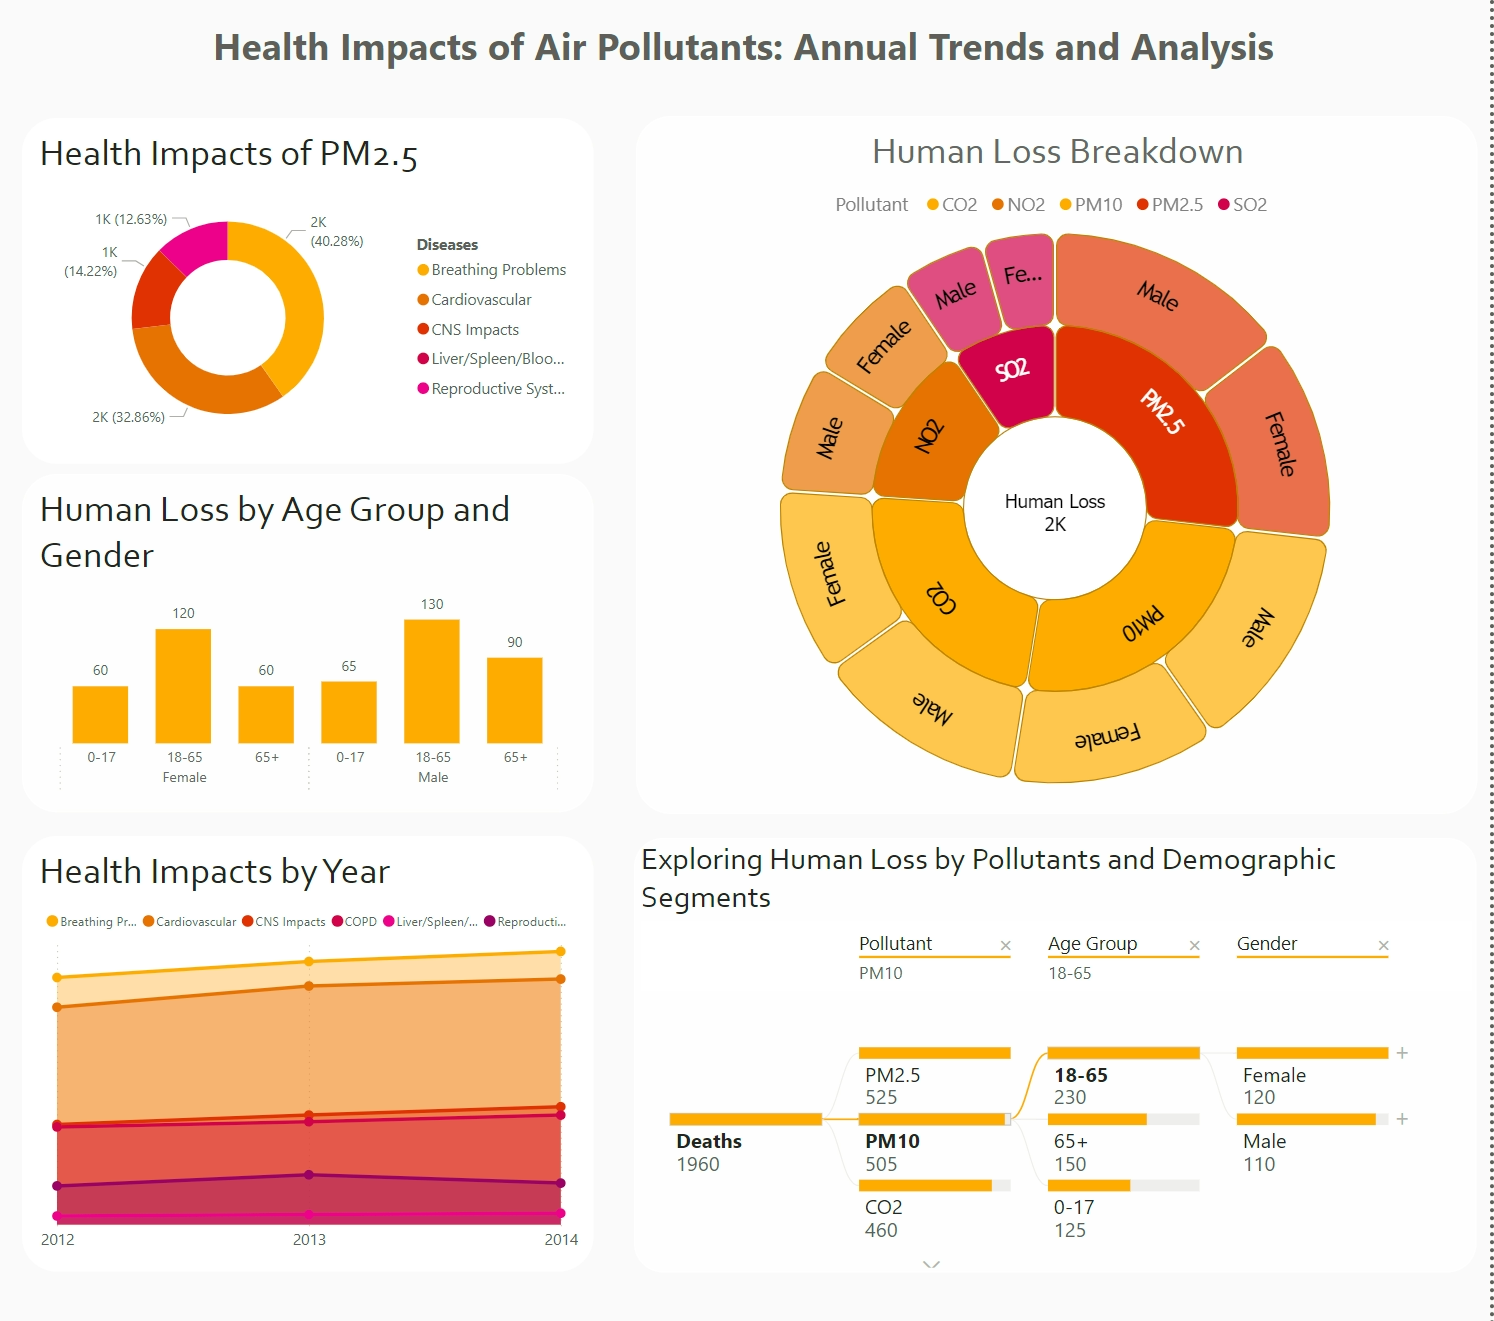 Health Impacts of Air Pollutants: Annual Trends and Analysis
Health Impacts of PM2.5
1K (12.63%)
2K
(40.28%)
1K
(14.22%)
2K (32.86%)
Diseases
Breathing Problems
Cardiovascular
CNS Impacts
Liver/Spleen/Bloo...
Reproductive Syst...
Human Loss by Age Group and
Gender
60
120
60
65
130
90
0-17
18-65
65+
0-17
18-65
65+
Female
Male
Health Impacts by Year
Breathing Pr...
Cardiovascular
CNS Impacts
COPD
Liver/Spleen/...
Reproducti...
2012
2013
2014
Human Loss Breakdown
Pollutant
CO2
NO2
PM10
PM2.5
SO2
Male
Fe...
Male
Female
SO2
PM2.5
NO2
Male
Female
Human Loss
2K
Female
CO2
PM10
Male
Male
Female
Exploring Human Loss by Pollutants and Demographic
Segments
Pollutant
Age Group
Gender
PM10
18-65
PM2.5
525
18-65
230
Female
120
Deaths
1960
PM10
505
65+
150
Male
110
CO2
460
0-17
125